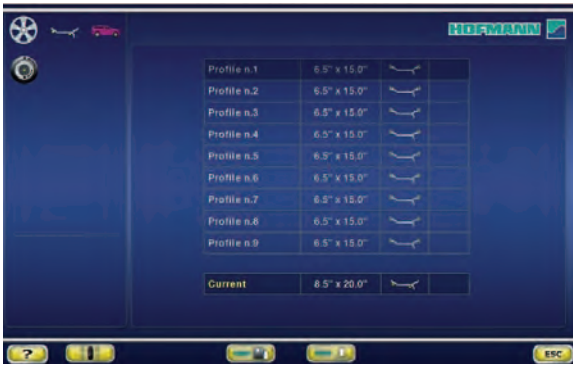 HOFMANN
Profile n.1 6.5" x 15.0"
Profile n.2 6.5" x 15.0"
Profile n.3 6.5" x 15.0"
Profile n.4 6.5" x 15.0"
Profile n.5 6.5" x 15.0"
Profile n.6 6.5" x 15.0"
Profile n.7 6.5" x 15.0"
Profile n.8 6.5" x 15.0"
Profile n.9 6.5" x 15.0"
Current 8.5" x 20.0"
? ESC